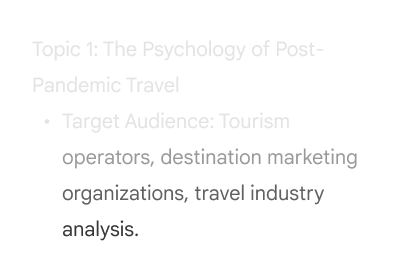 Topic 1: The Psychology of Post-
Pandemic Travel
• Target Audience: Tourism
operators, destination marketing
organizations, travel industry
analysis.